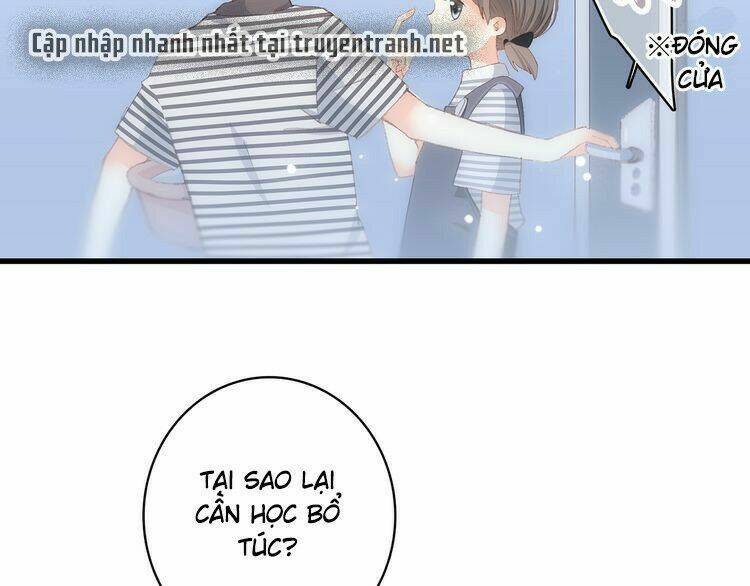 Cập nhập nhanh nhất tại truyentranh.net
※ĐÓNG
CỬA
TẠI SAO LẠI
CẦN HỌC BỔ
TÚC?